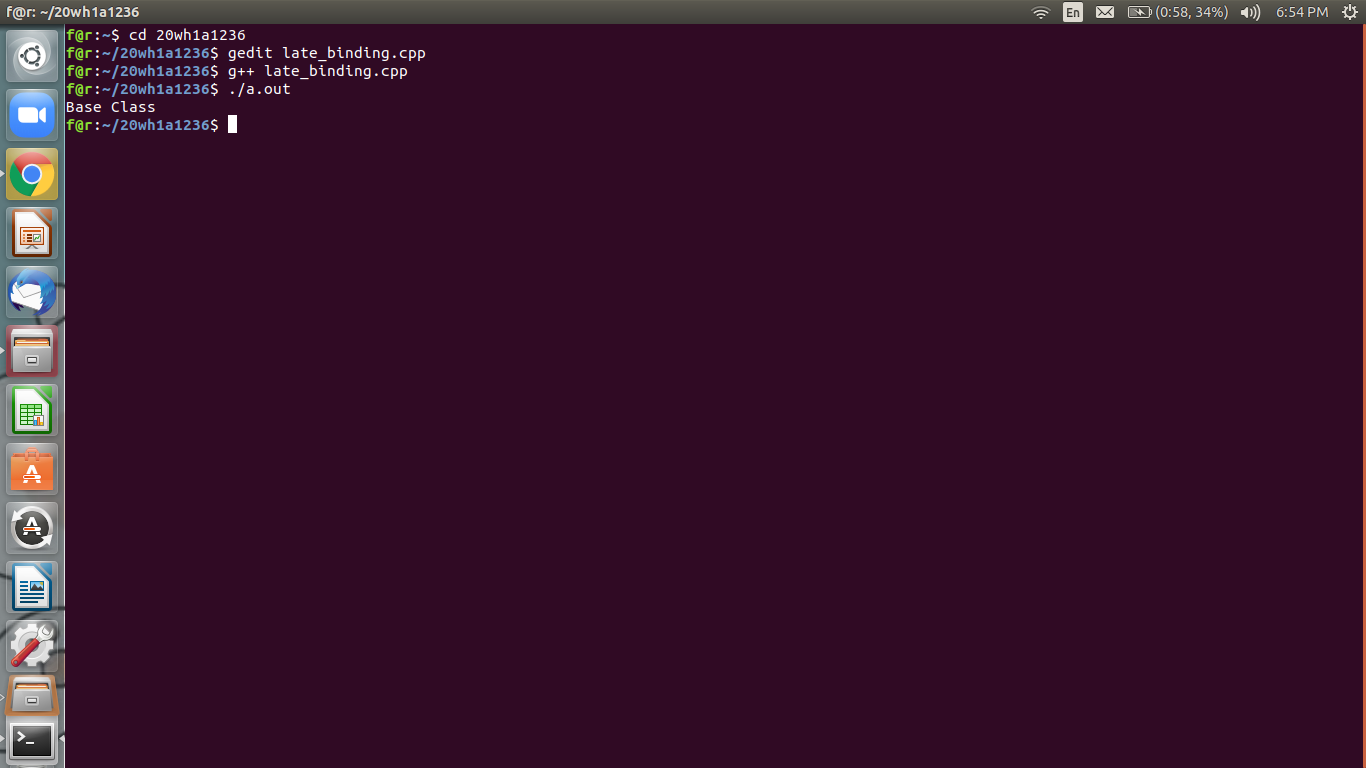 f@r: ~/20wh1a1236
En
(0:58, 34%)
6:54 PM
f@r:~$ cd 20wh1a1236
f@r:~/20wh1a1236$ gedit late_binding.cpp
f@r:~/20wh1a1236$ g++ late_binding.cpp
f@r:~/20wh1a1236$ ./a.out
Base Class
f@r:~/20wh1a1236$